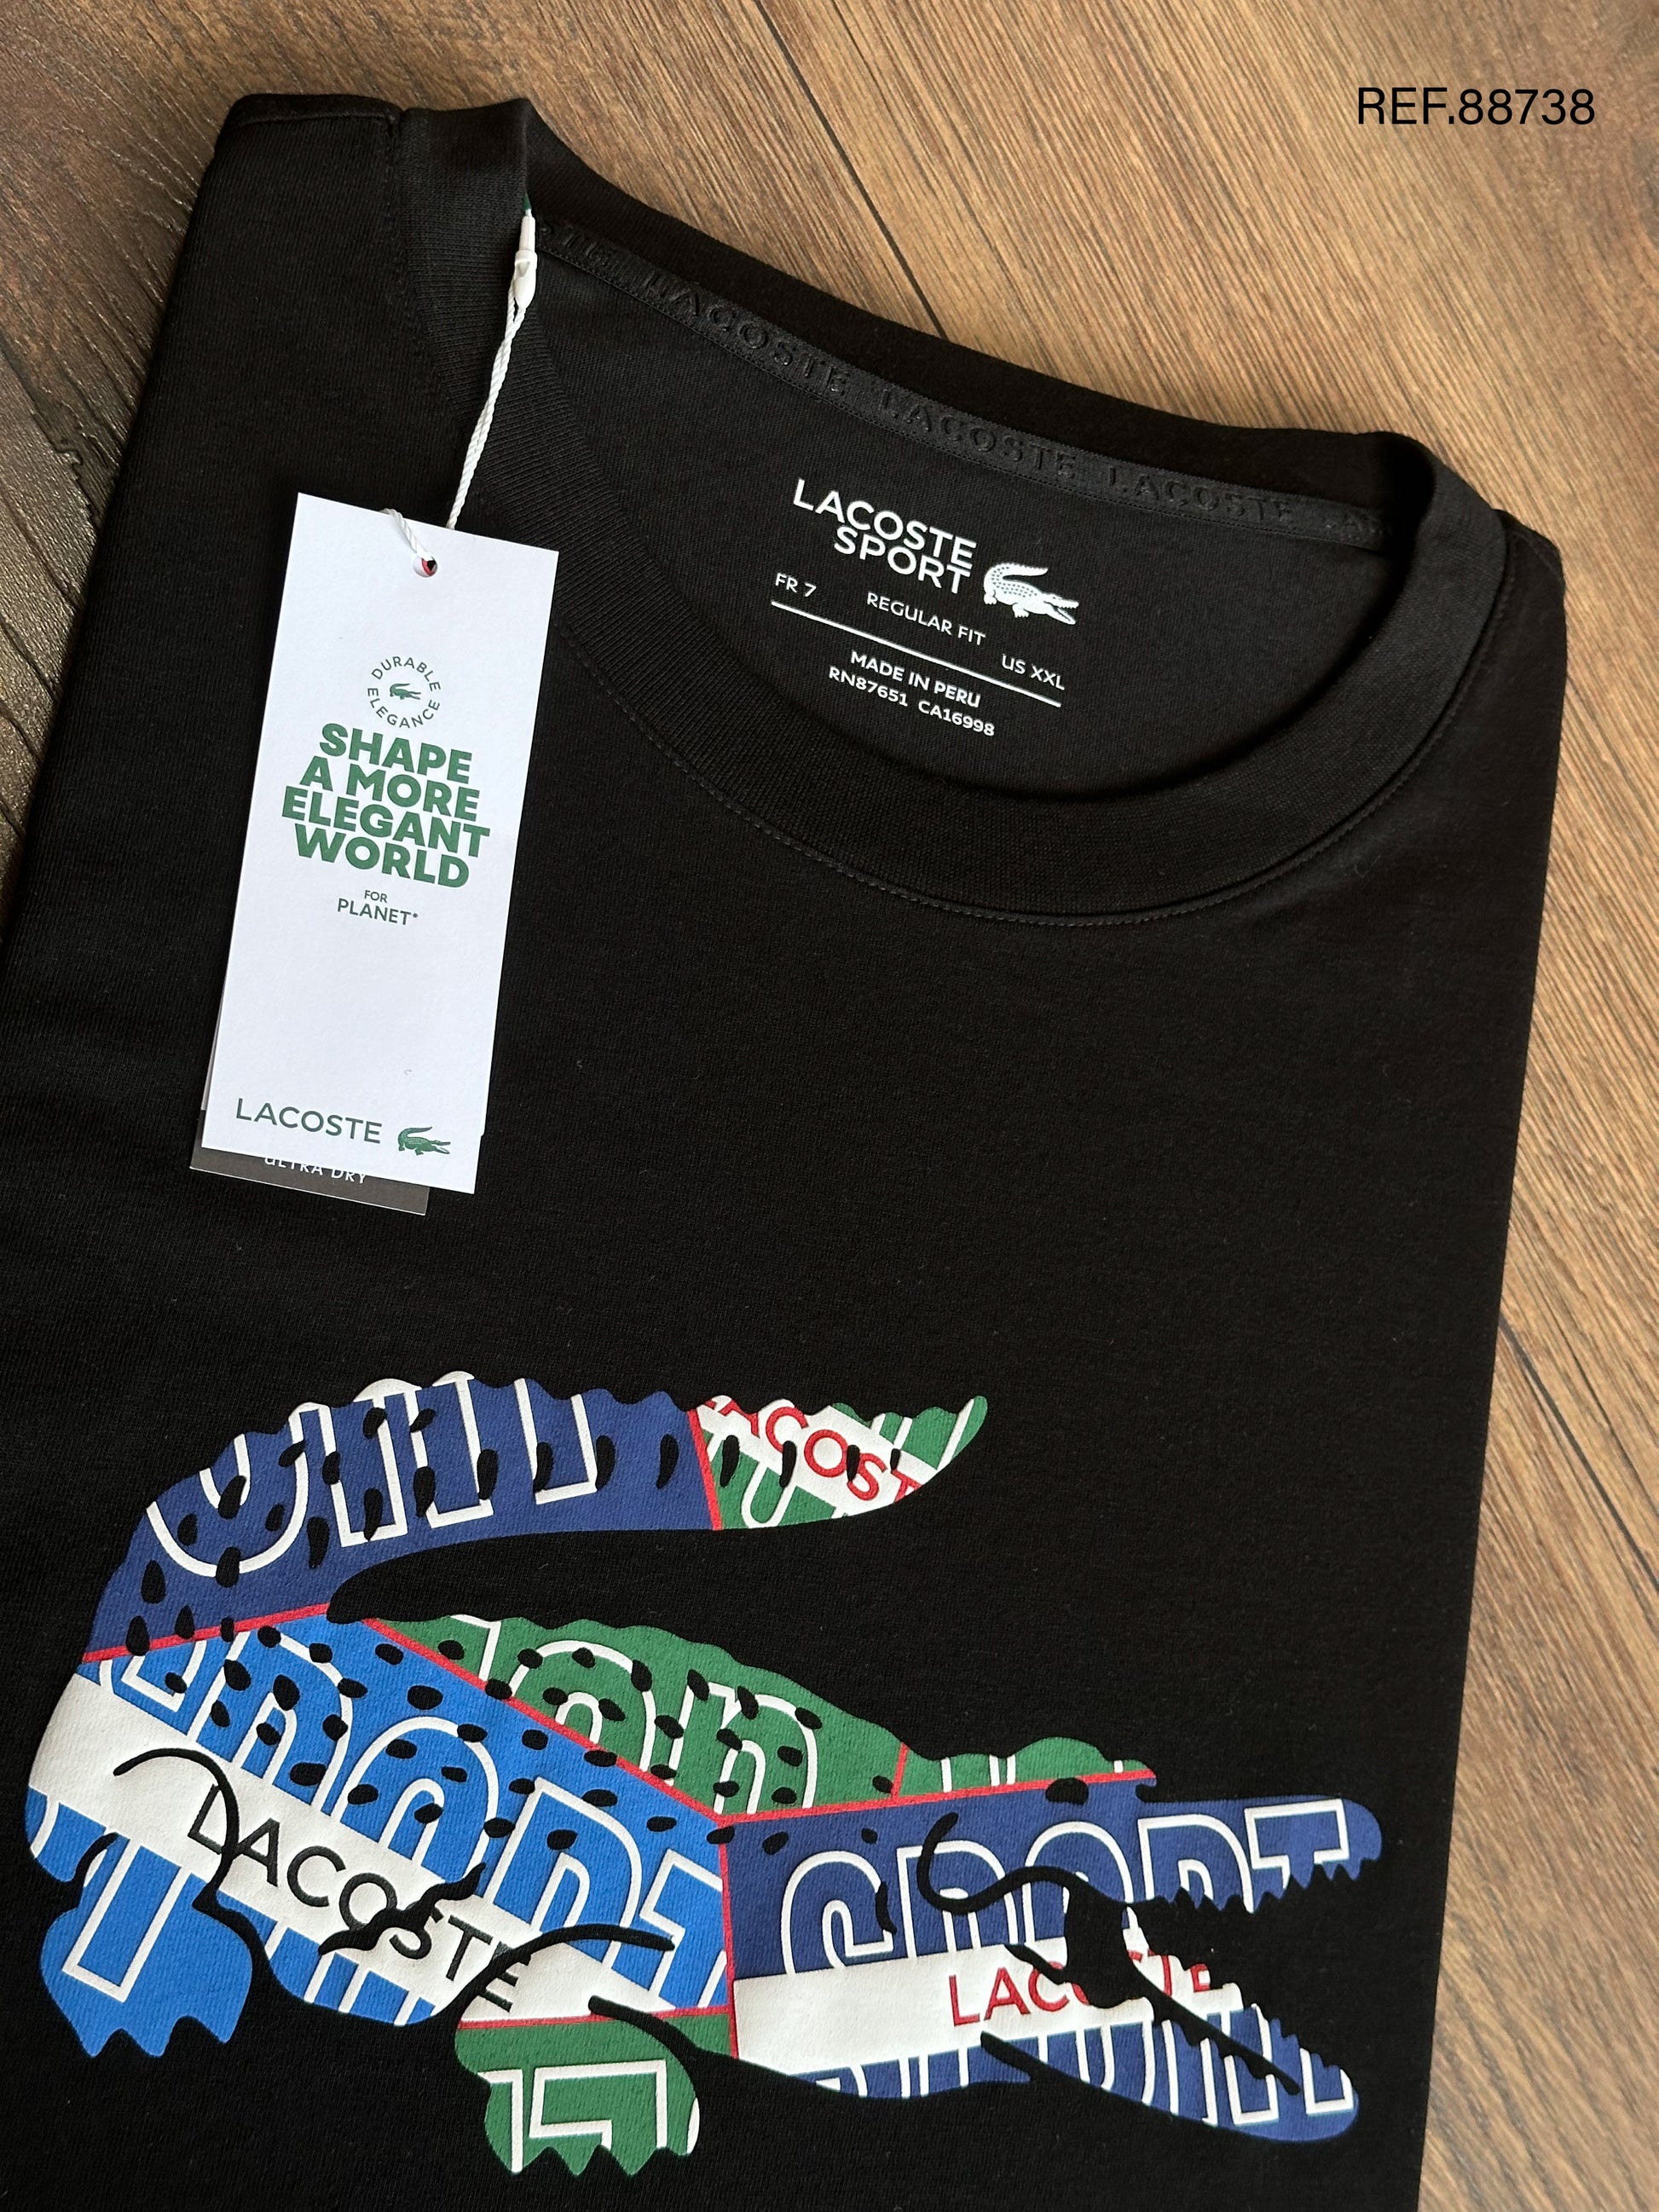 REF.88738
LACOSTE LACOSTE LACOSTE
LACOSTE
SPORT
FR 7
REGULAR FIT
US XXL
MADE IN PERU
RN87651 CA16998
DURABLE
ELEGANCE
SHAPE
A MORE
ELEGANT
WORLD
FOR
PLANET*
LACOSTE
ULTRA DRY
LACOST
LACOSTE
SPORT
LACOSTE